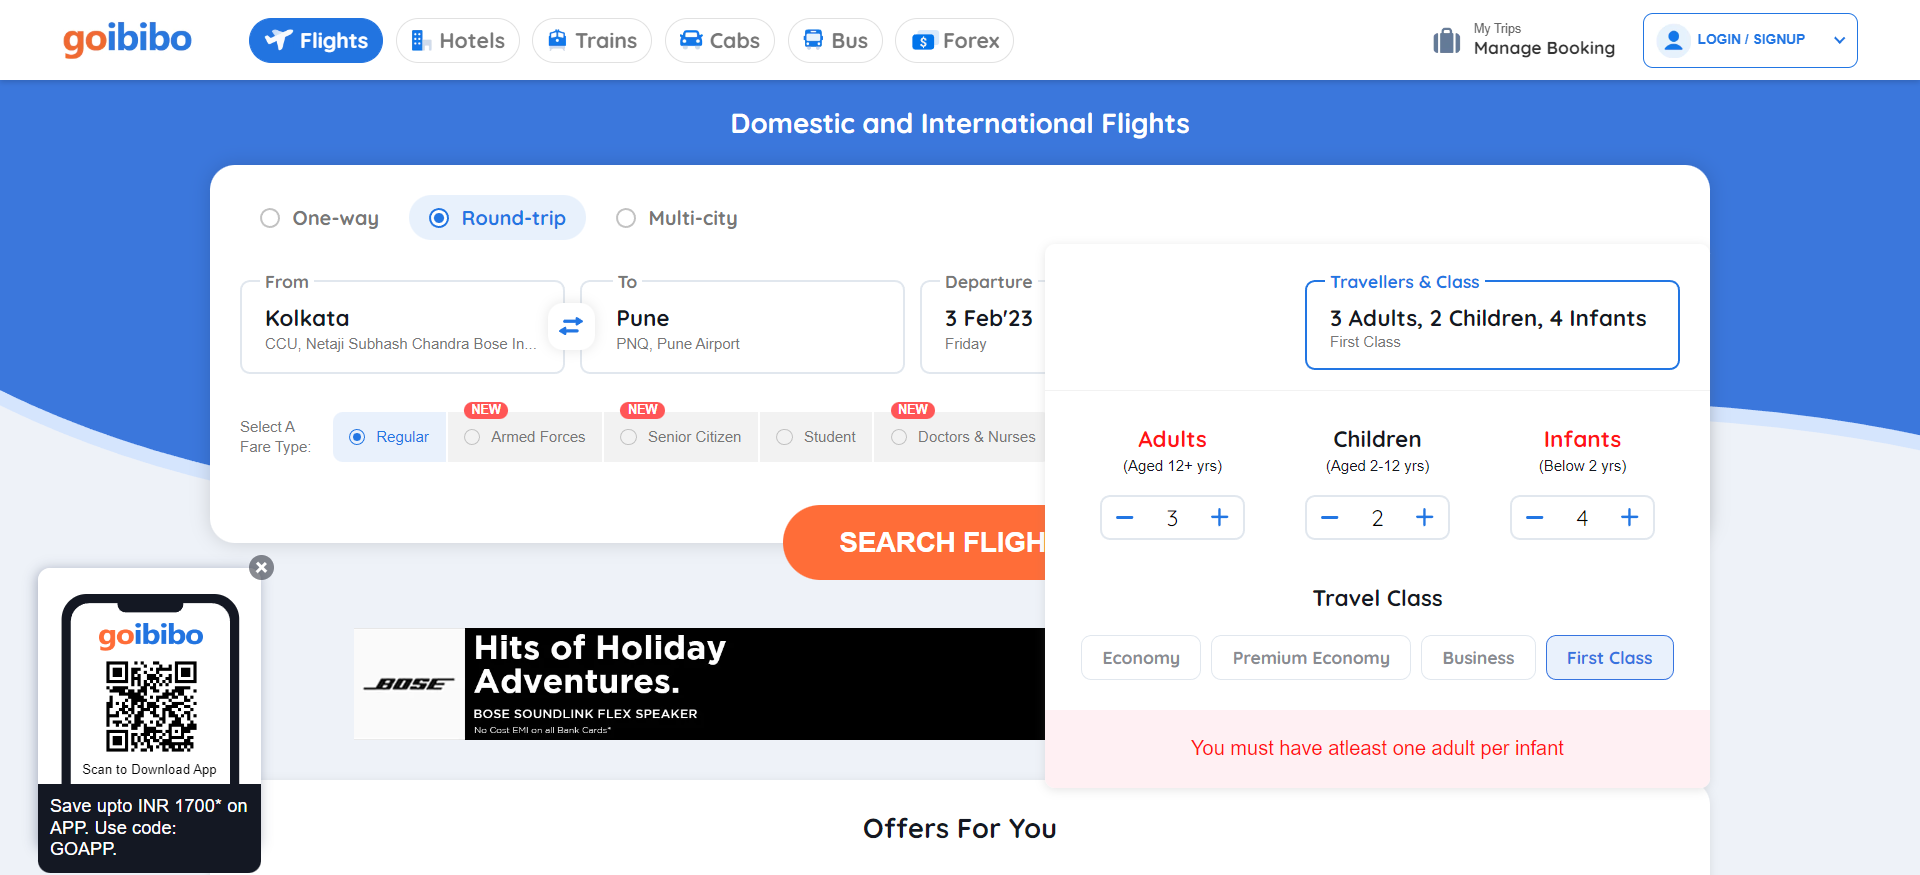 goibibo
Flights
Hotels
Trains
Cabs
Bus
Forex
My Trips
Manage Booking
LOGIN / SIGNUP
Domestic and International Flights
One-way
Round-trip
Multi-city
From
Kolkata
CCU, Netaji Subhash Chandra Bose In...
To
Pune
PNQ, Pune Airport
Departure
3 Feb'23
Friday
Travellers & Class
3 Adults, 2 Children, 4 Infants
First Class
Select A
Fare Type:
Regular
NEW
Armed Forces
NEW
Senior Citizen
Student
NEW
Doctors & Nurses
Adults
(Aged 12+ yrs)
3
Children
(Aged 2-12 yrs)
2
Infants
(Below 2 yrs)
4
SEARCH FLIGH
Travel Class
Economy
Premium Economy
Business
First Class
You must have atleast one adult per infant
BOSE
Hits of Holiday
Adventures.
BOSE SOUNDLINK FLEX SPEAKER
No Cost EMI on all Bank Cards*
goibibo
Scan to Download App
Save upto INR 1700* on
APP. Use code:
GOAPP.
Offers For You